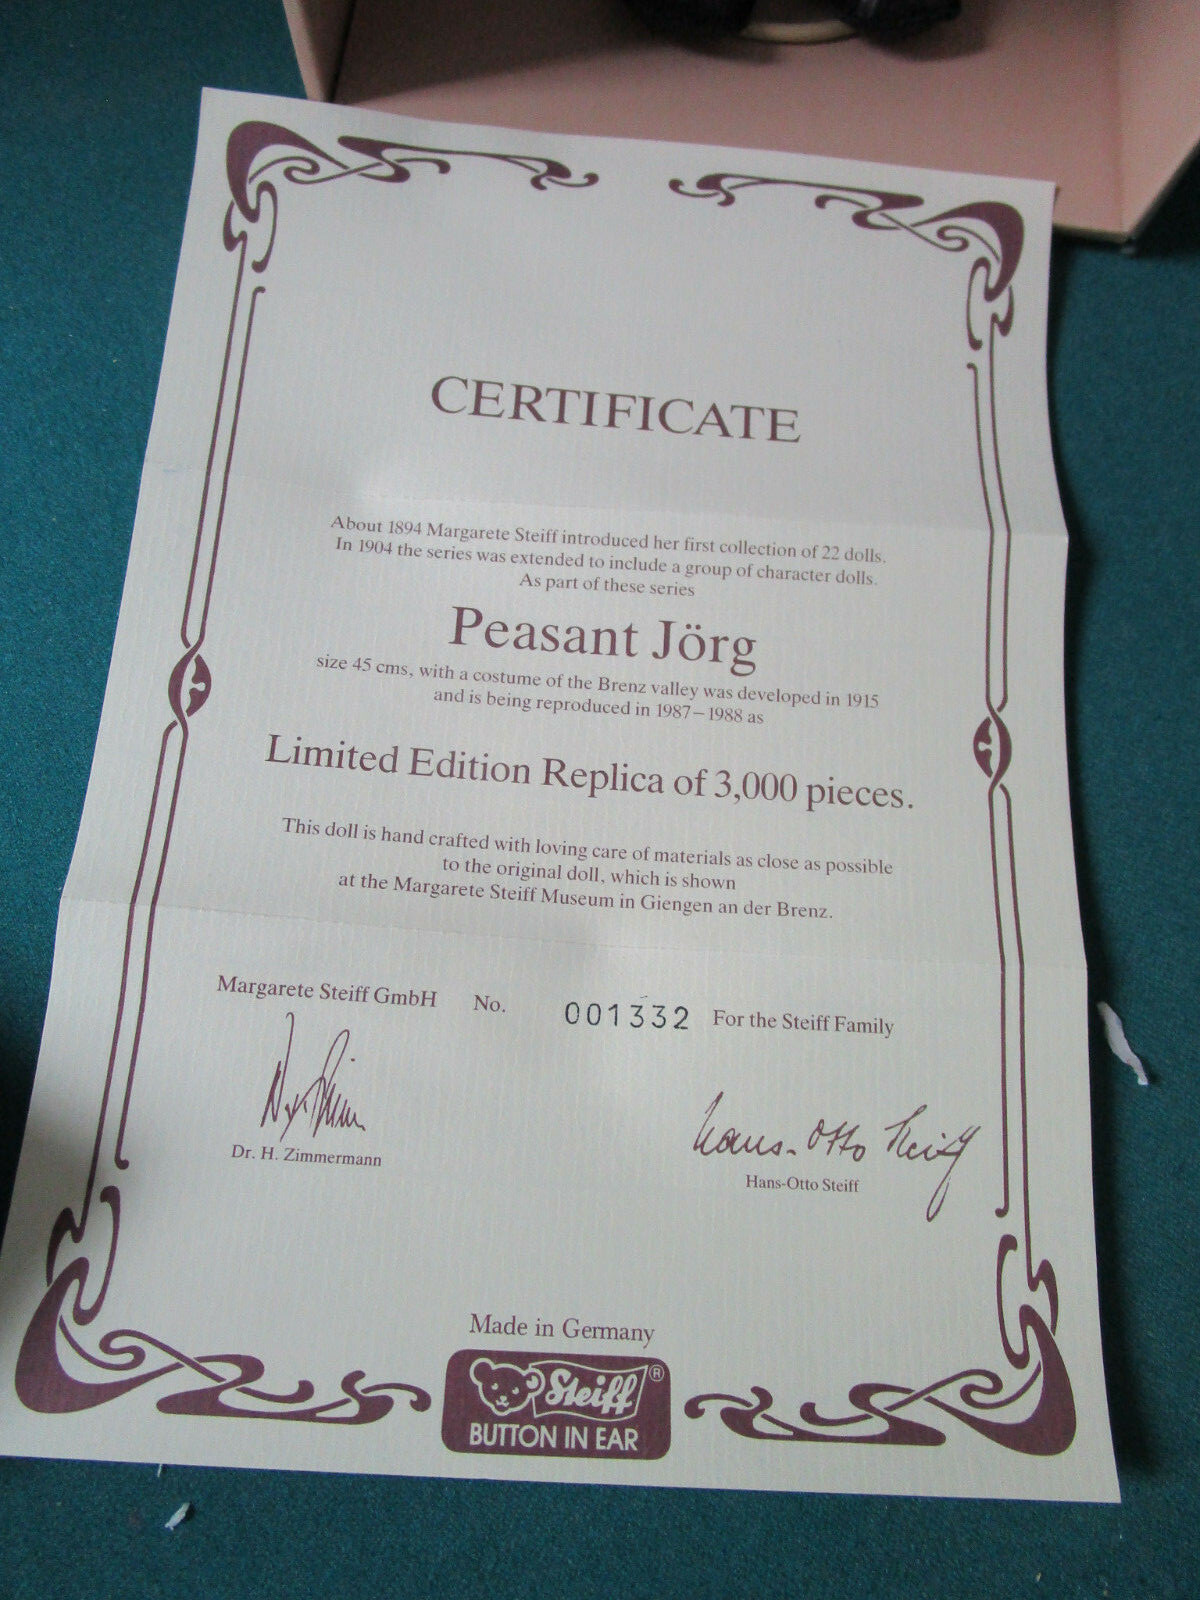 CERTIFICATE
About 1894 Margarete Steiff introduced her first collection of 22 dolls.
In 1904 the series was extended to include a group of character dolls.
As part of these series
Peasant Jörg
size 45 cms, with a costume of the Brenz valley was developed in 1915
and is being reproduced in 1987–1988 as
Limited Edition Replica of 3,000 pieces.
This doll is hand crafted with loving care of materials as close as possible
to the original doll, which is shown
at the Margarete Steiff Museum in Giengen an der Brenz.
Margarete Steiff GmbH No. 001332 For the Steiff Family
Hans-Otto Steiff
Dr. H. Zimmermann
Hans-Otto Steiff
Made in Germany
Steiff ®
BUTTON IN EAR